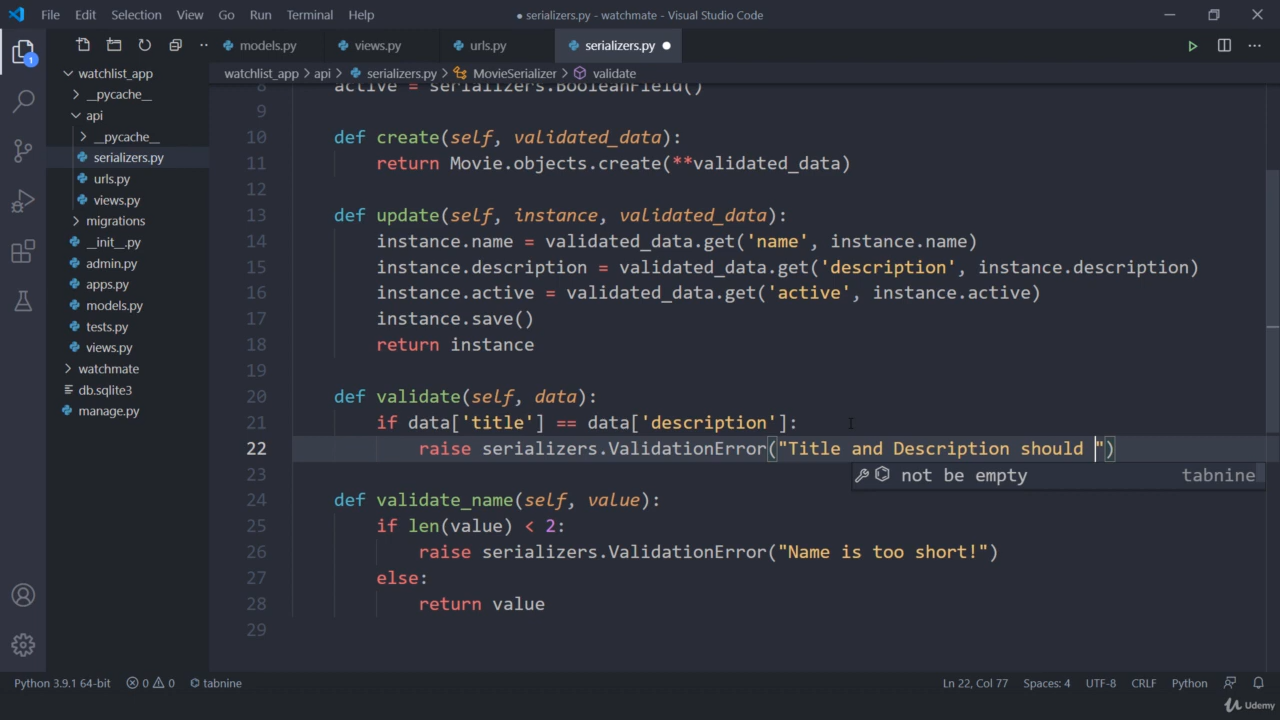 File Edit Selection View Go Run Terminal Help
● serializers.py - watchmate - Visual Studio Code
models.py views.py urls.py serializers.py ●
watchlist_app > api > serializers.py > MovieSerializer > validate
1
watchlist_app
__pycache__
api
__pycache__
serializers.py
urls.py
views.py
migrations
__init__.py
admin.py
apps.py
models.py
tests.py
views.py
watchmate
db.sqlite3
manage.py
8 active = serializers.BooleanField()
9
10 def create(self, validated_data):
11 return Movie.objects.create(**validated_data)
12
13 def update(self, instance, validated_data):
14 instance.name = validated_data.get('name', instance.name)
15 instance.description = validated_data.get('description', instance.description)
16 instance.active = validated_data.get('active', instance.active)
17 instance.save()
18 return instance
19
20 def validate(self, data):
21 if data['title'] == data['description']:
22 raise serializers.ValidationError("Title and Description should ")
not be empty tabnine
23
24 def validate_name(self, value):
25 if len(value) < 2:
26 raise serializers.ValidationError("Name is too short!")
27 else:
28 return value
29
Python 3.9.1 64-bit 0 0 tabnine Ln 22, Col 77 Spaces: 4 UTF-8 CRLF Python
Udemy